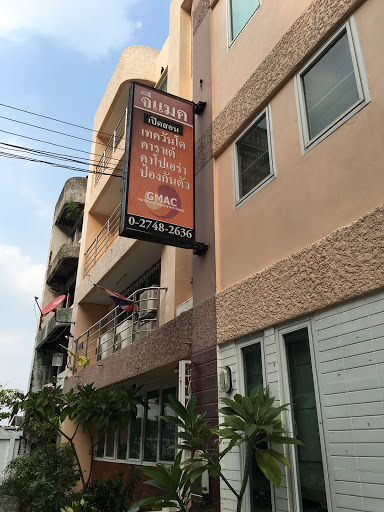 จีแมค
เปิดสอน
เทควันโด
คาราเต้
คาโปเอร่า
ป้องกันตัว
GMAC
0-2748-2636